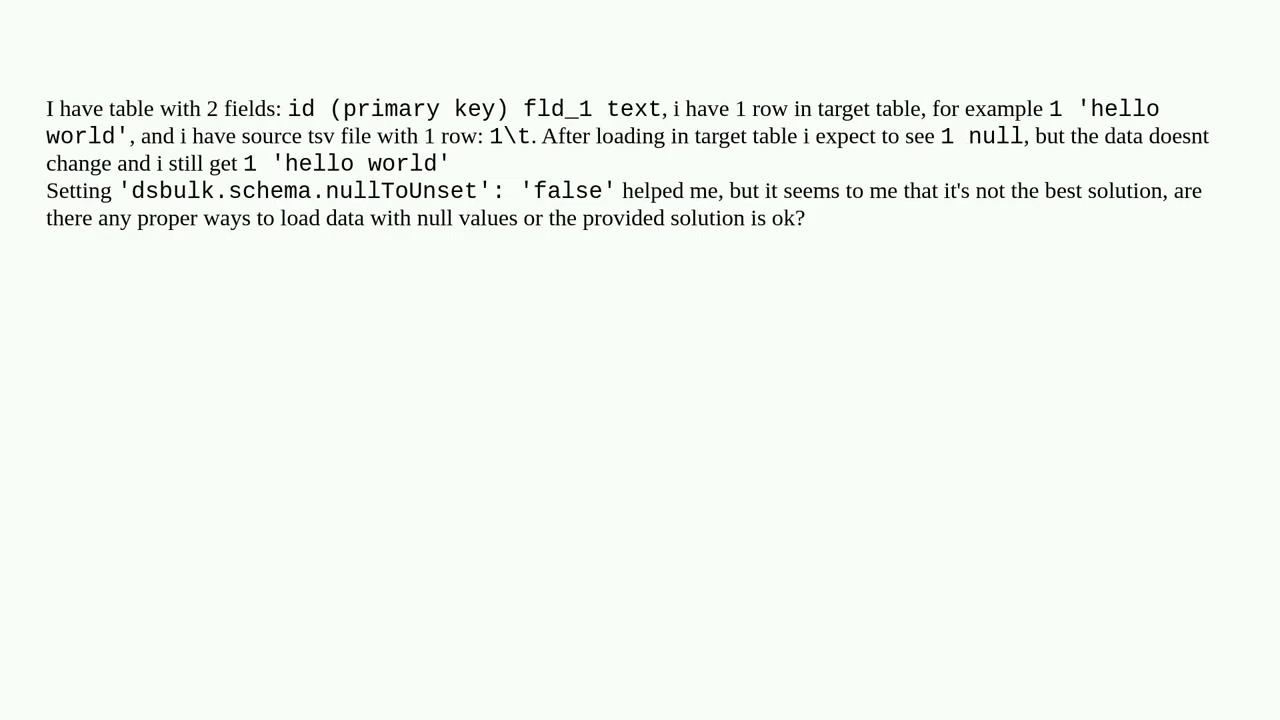 I have table with 2 fields: id (primary key) fld_1 text, i have 1 row in target table, for example 1 'hello
world', and i have source tsv file with 1 row: 1\t. After loading in target table i expect to see 1 null, but the data doesnt
change and i still get 1 'hello world'
Setting 'dsbulk.schema.nullToUnset': 'false' helped me, but it seems to me that it's not the best solution, are
there any proper ways to load data with null values or the provided solution is ok?